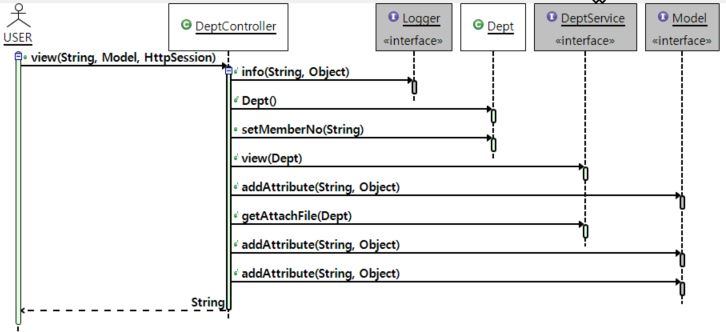 USER
C DeptController
I Logger
«interface»
C Dept
I DeptService
«interface»
I Model
«interface»
view(String, Model, HttpSession)
info(String, Object)
Dept()
setMemberNo(String)
view(Dept)
addAttribute(String, Object)
getAttachFile(Dept)
addAttribute(String, Object)
addAttribute(String, Object)
String